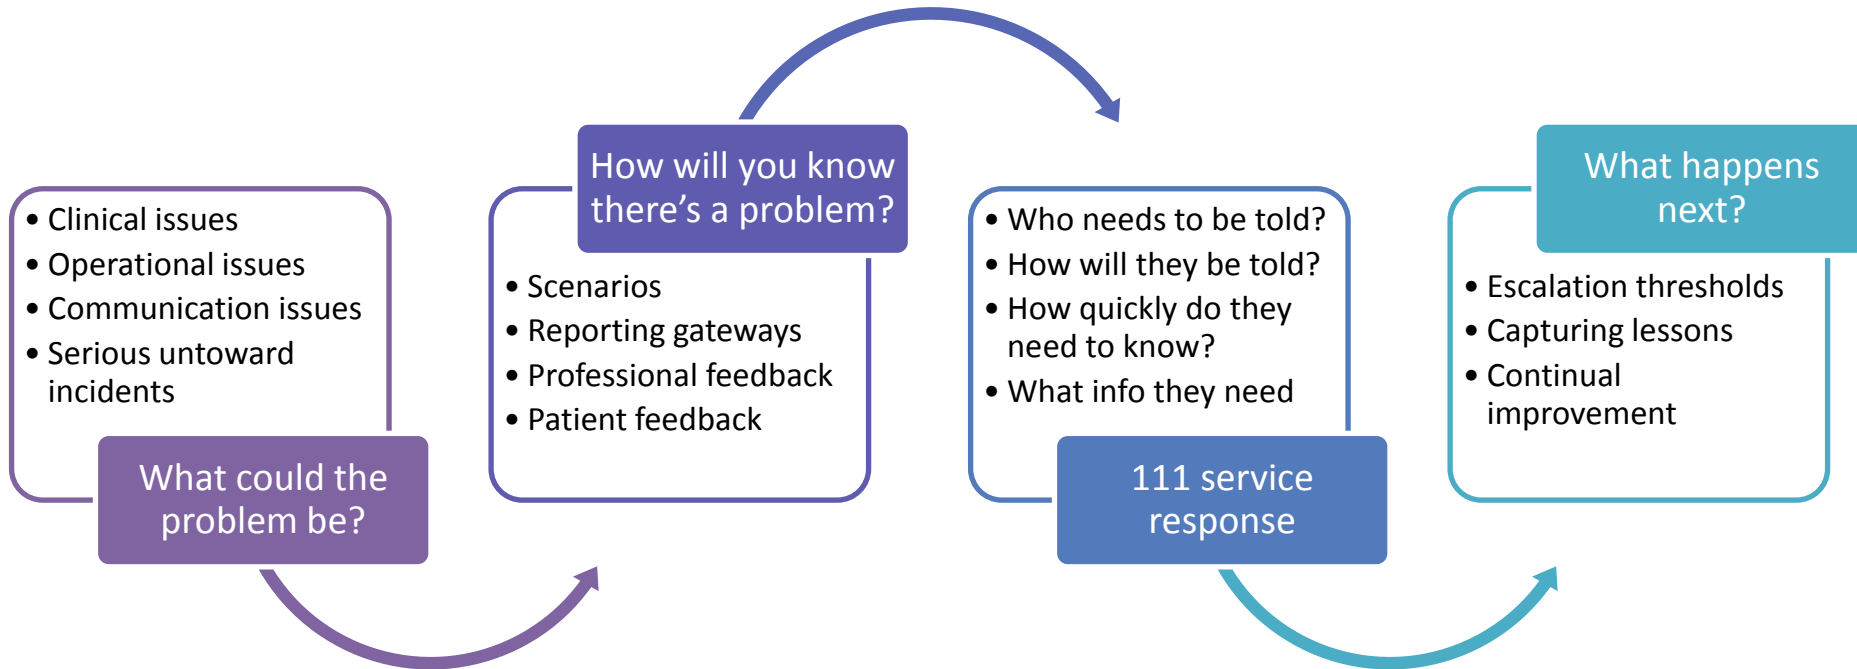 • Clinical issues
• Operational issues
• Communication issues
• Serious untoward
incidents
What could the
problem be?
How will you know
there’s a problem?
• Scenarios
• Reporting gateways
• Professional feedback
• Patient feedback
• Who needs to be told?
• How will they be told?
• How quickly do they
need to know?
• What info they need
111 service
response
What happens
next?
• Escalation thresholds
• Capturing lessons
• Continual
improvement